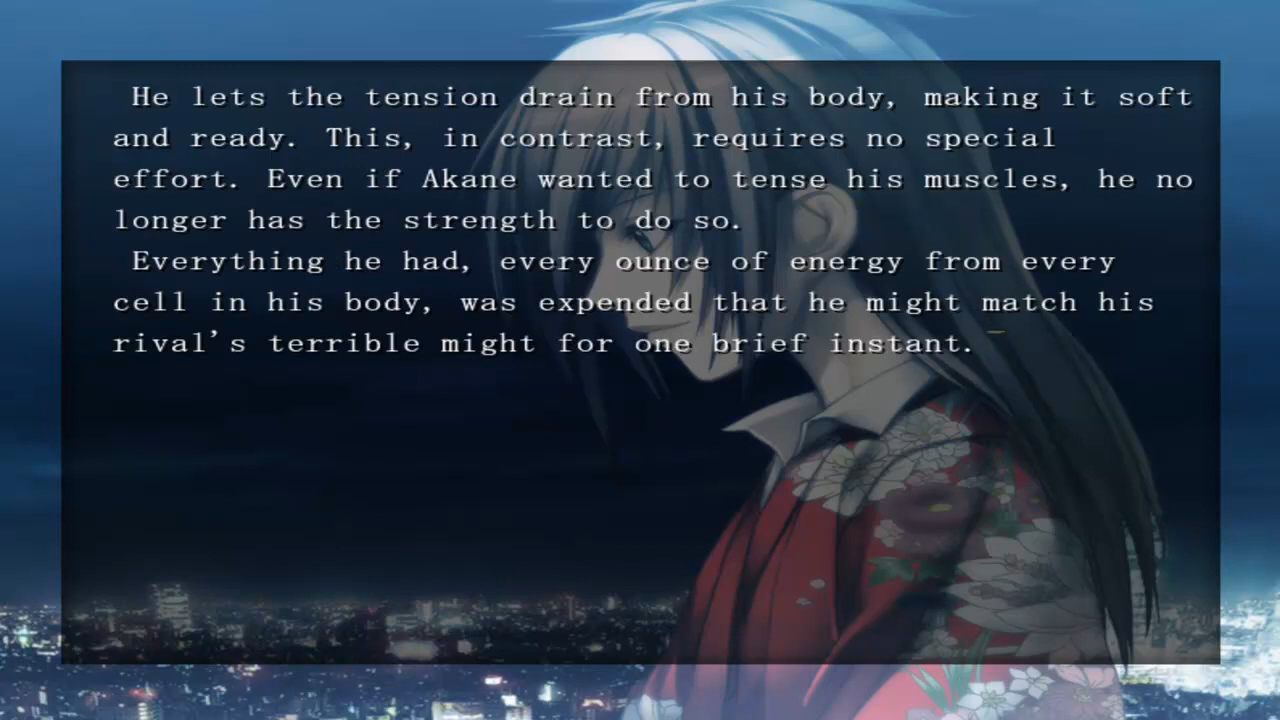 He lets the tension drain from his body, making it soft
and ready. This, in contrast, requires no special
effort. Even if Akane wanted to tense his muscles, he no
longer has the strength to do so.
Everything he had, every ounce of energy from every
cell in his body, was expended that he might match his
rival's terrible might for one brief instant.